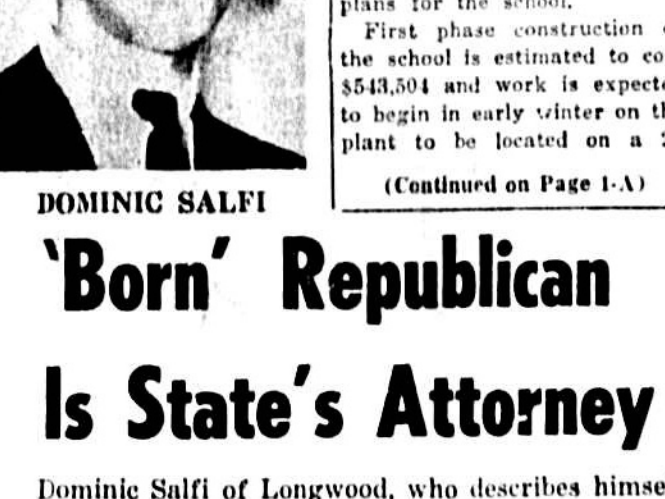 plans for the school.
First phase construction
the school is estimated to co
$543,504 and work is expecte
to begin in early winter on th
plant to be located on a
(Continued on Page 1-A)
DOMINIC SALFI
'Born' Republican
Is State's Attorney
Dominic Salfi of Longwood, who describes himse